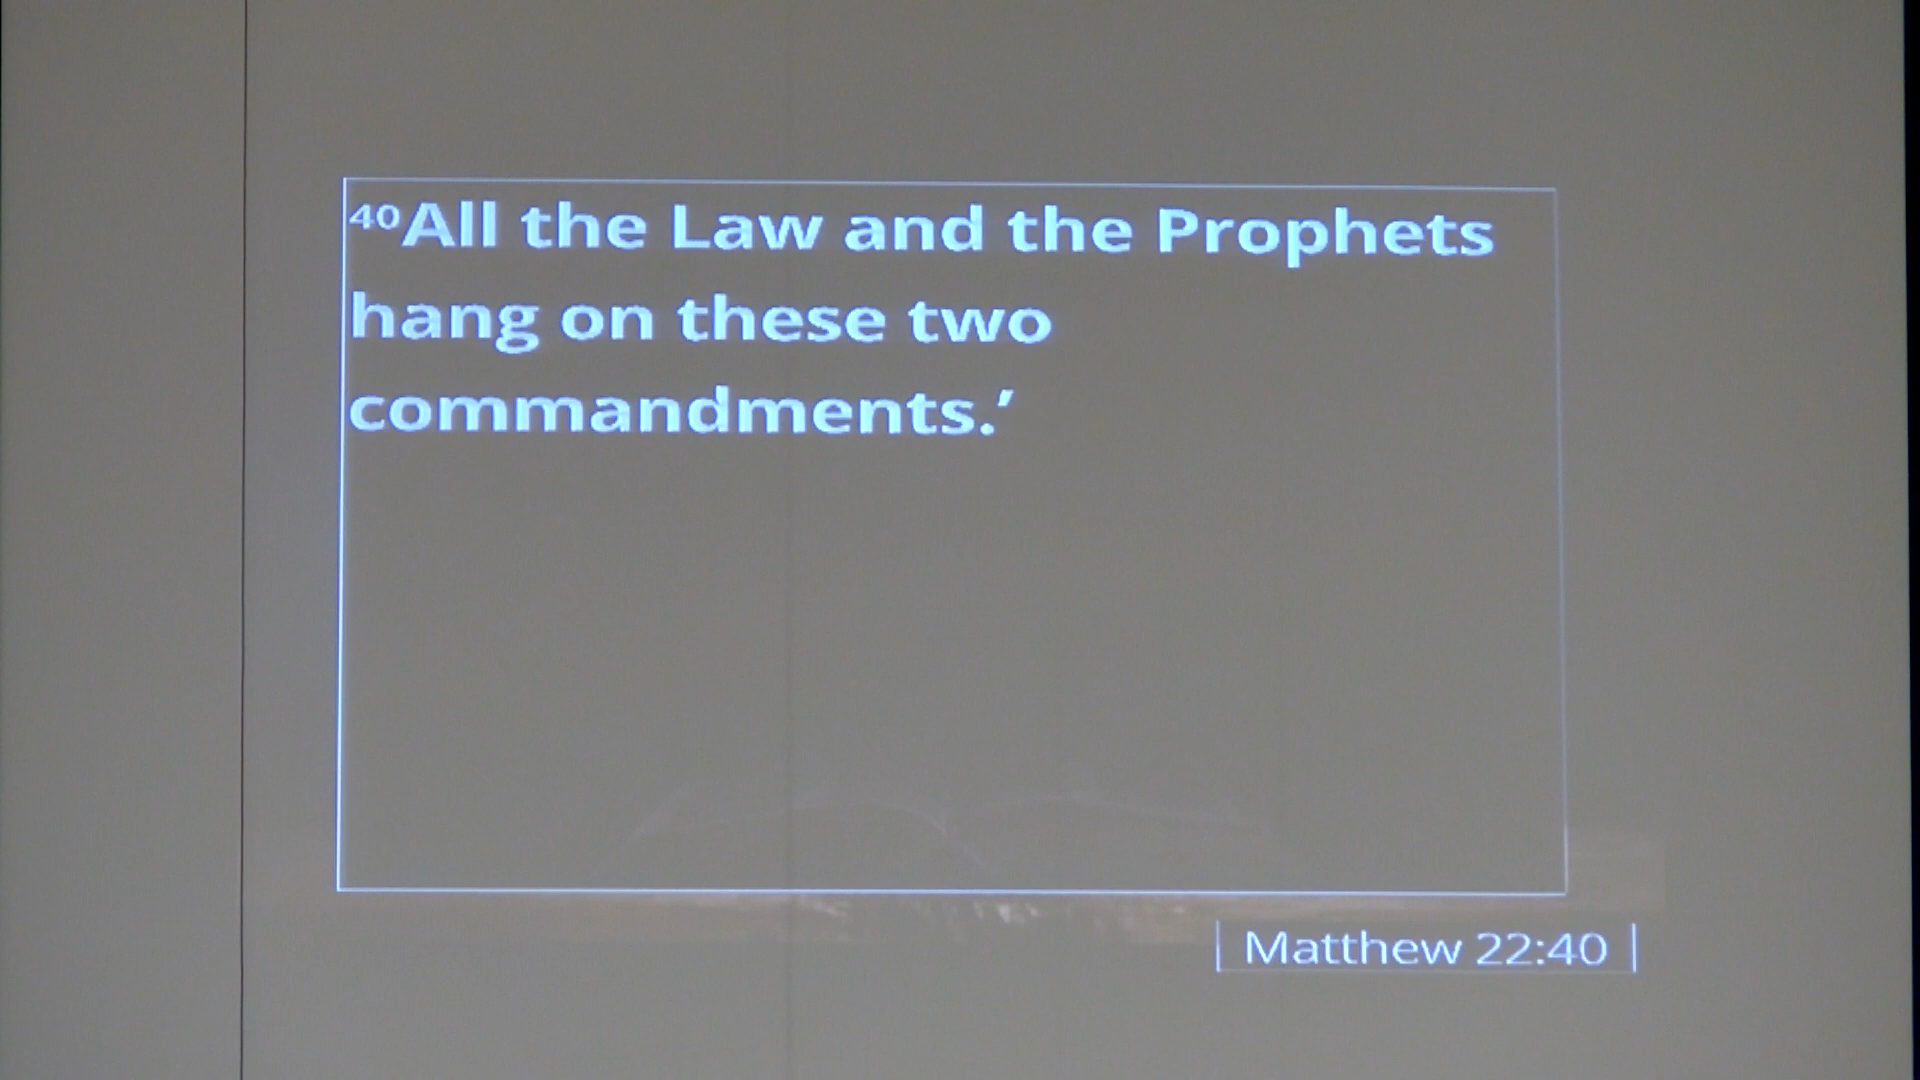 ⁴⁰All the Law and the Prophets
hang on these two
commandments.’
Matthew 22:40